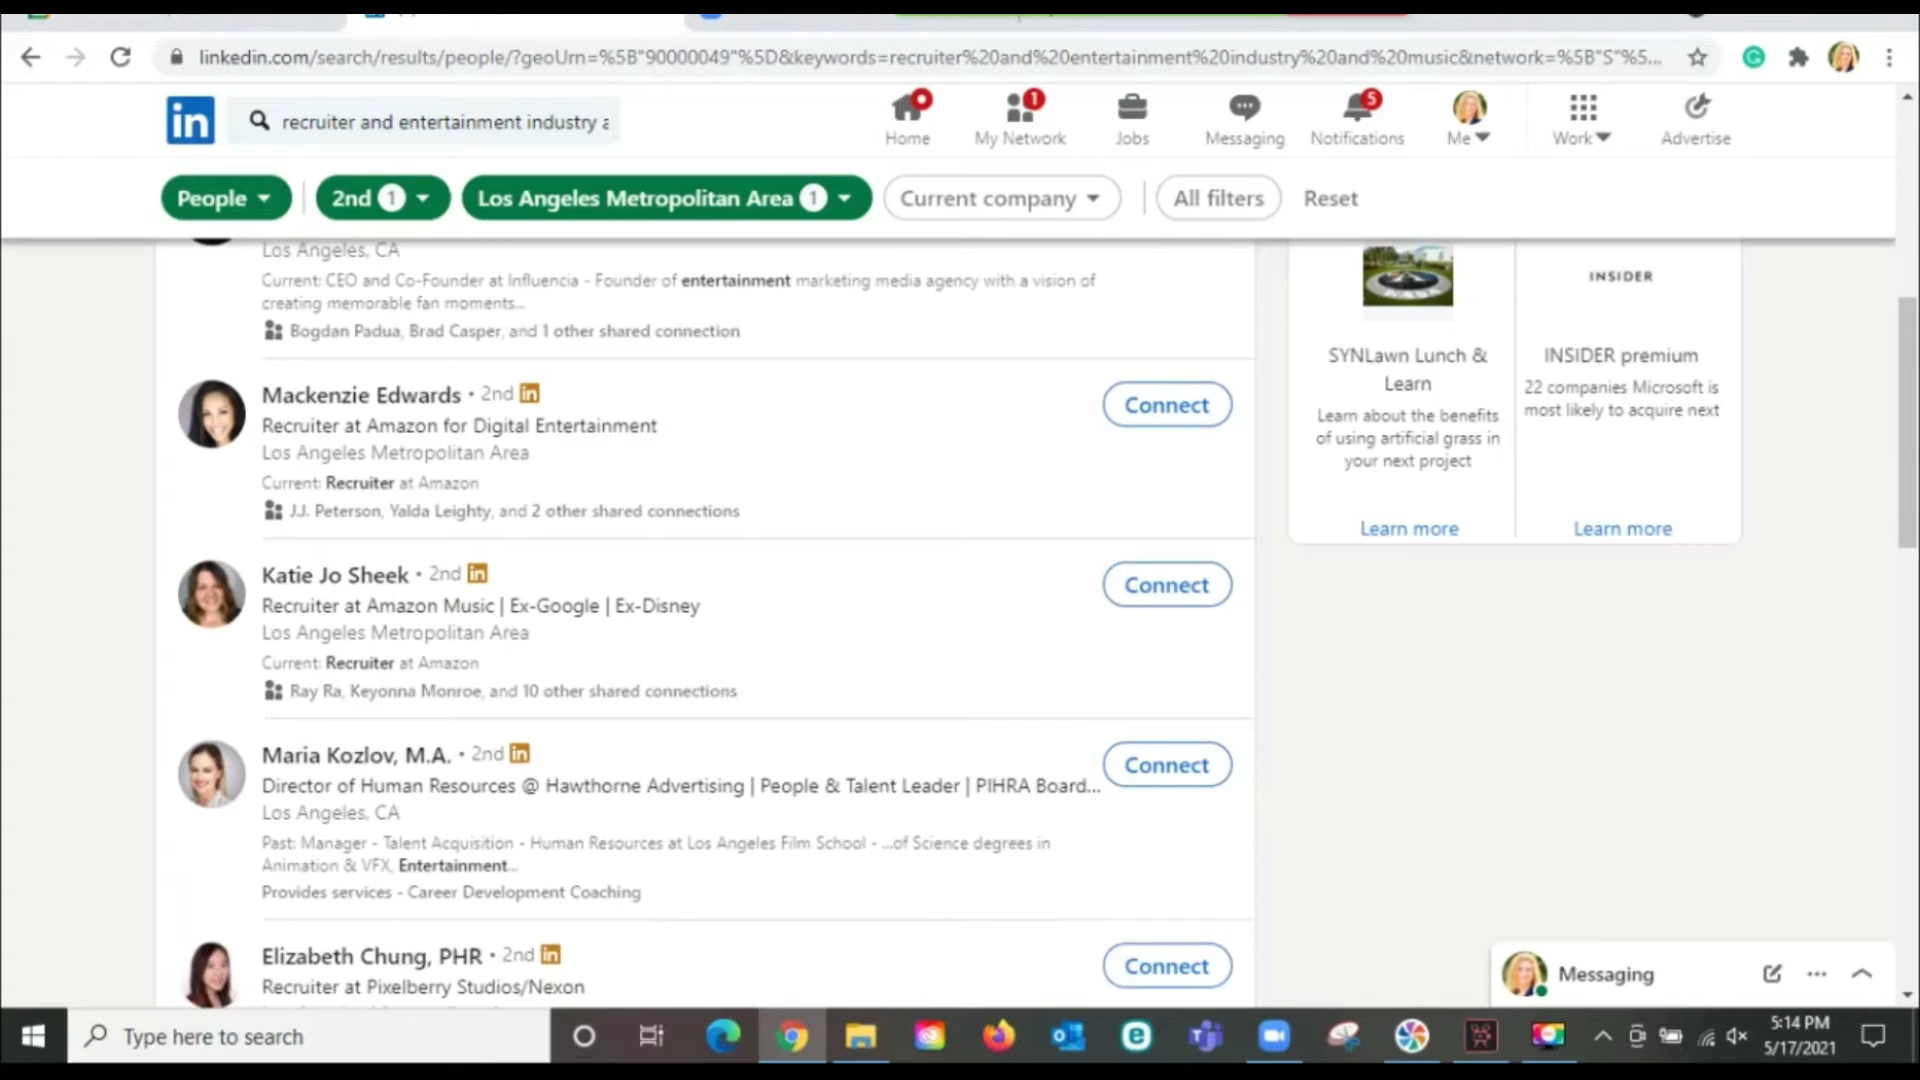 linkedin.com/search/results/people/?geoUrn=%5B"90000049"%5D&keywords=recruiter%20and%20entertainment%20industry%20and%20music&network=%5B"S"%5...
in
recruiter and entertainment industry a
Home
1
My Network
Jobs
Messaging
5
Notifications
Me
Work
Advertise
People
2nd 1
Los Angeles Metropolitan Area 1
Current company
All filters
Reset
Los Angeles, CA
Current: CEO and Co-Founder at Influencia - Founder of entertainment marketing media agency with a vision of
creating memorable fan moments...
Bogdan Padua, Brad Casper, and 1 other shared connection
Mackenzie Edwards • 2nd in
Recruiter at Amazon for Digital Entertainment
Los Angeles Metropolitan Area
Current: Recruiter at Amazon
J.J. Peterson, Yalda Leighty, and 2 other shared connections
Connect
Katie Jo Sheek • 2nd in
Recruiter at Amazon Music | Ex-Google | Ex-Disney
Los Angeles Metropolitan Area
Current: Recruiter at Amazon
Ray Ra, Keyonna Monroe, and 10 other shared connections
Connect
Maria Kozlov, M.A. • 2nd in
Director of Human Resources @ Hawthorne Advertising | People & Talent Leader | PIHRA Board...
Los Angeles, CA
Past: Manager - Talent Acquisition - Human Resources at Los Angeles Film School - ...of Science degrees in
Animation & VFX, Entertainment...
Provides services - Career Development Coaching
Connect
Elizabeth Chung, PHR • 2nd in
Recruiter at Pixelberry Studios/Nexon
Connect
SYNLawn Lunch &
Learn
Learn about the benefits
of using artificial grass in
your next project
Learn more
INSIDER
INSIDER premium
22 companies Microsoft is
most likely to acquire next
Learn more
Messaging
Type here to search
5:14 PM
5/17/2021